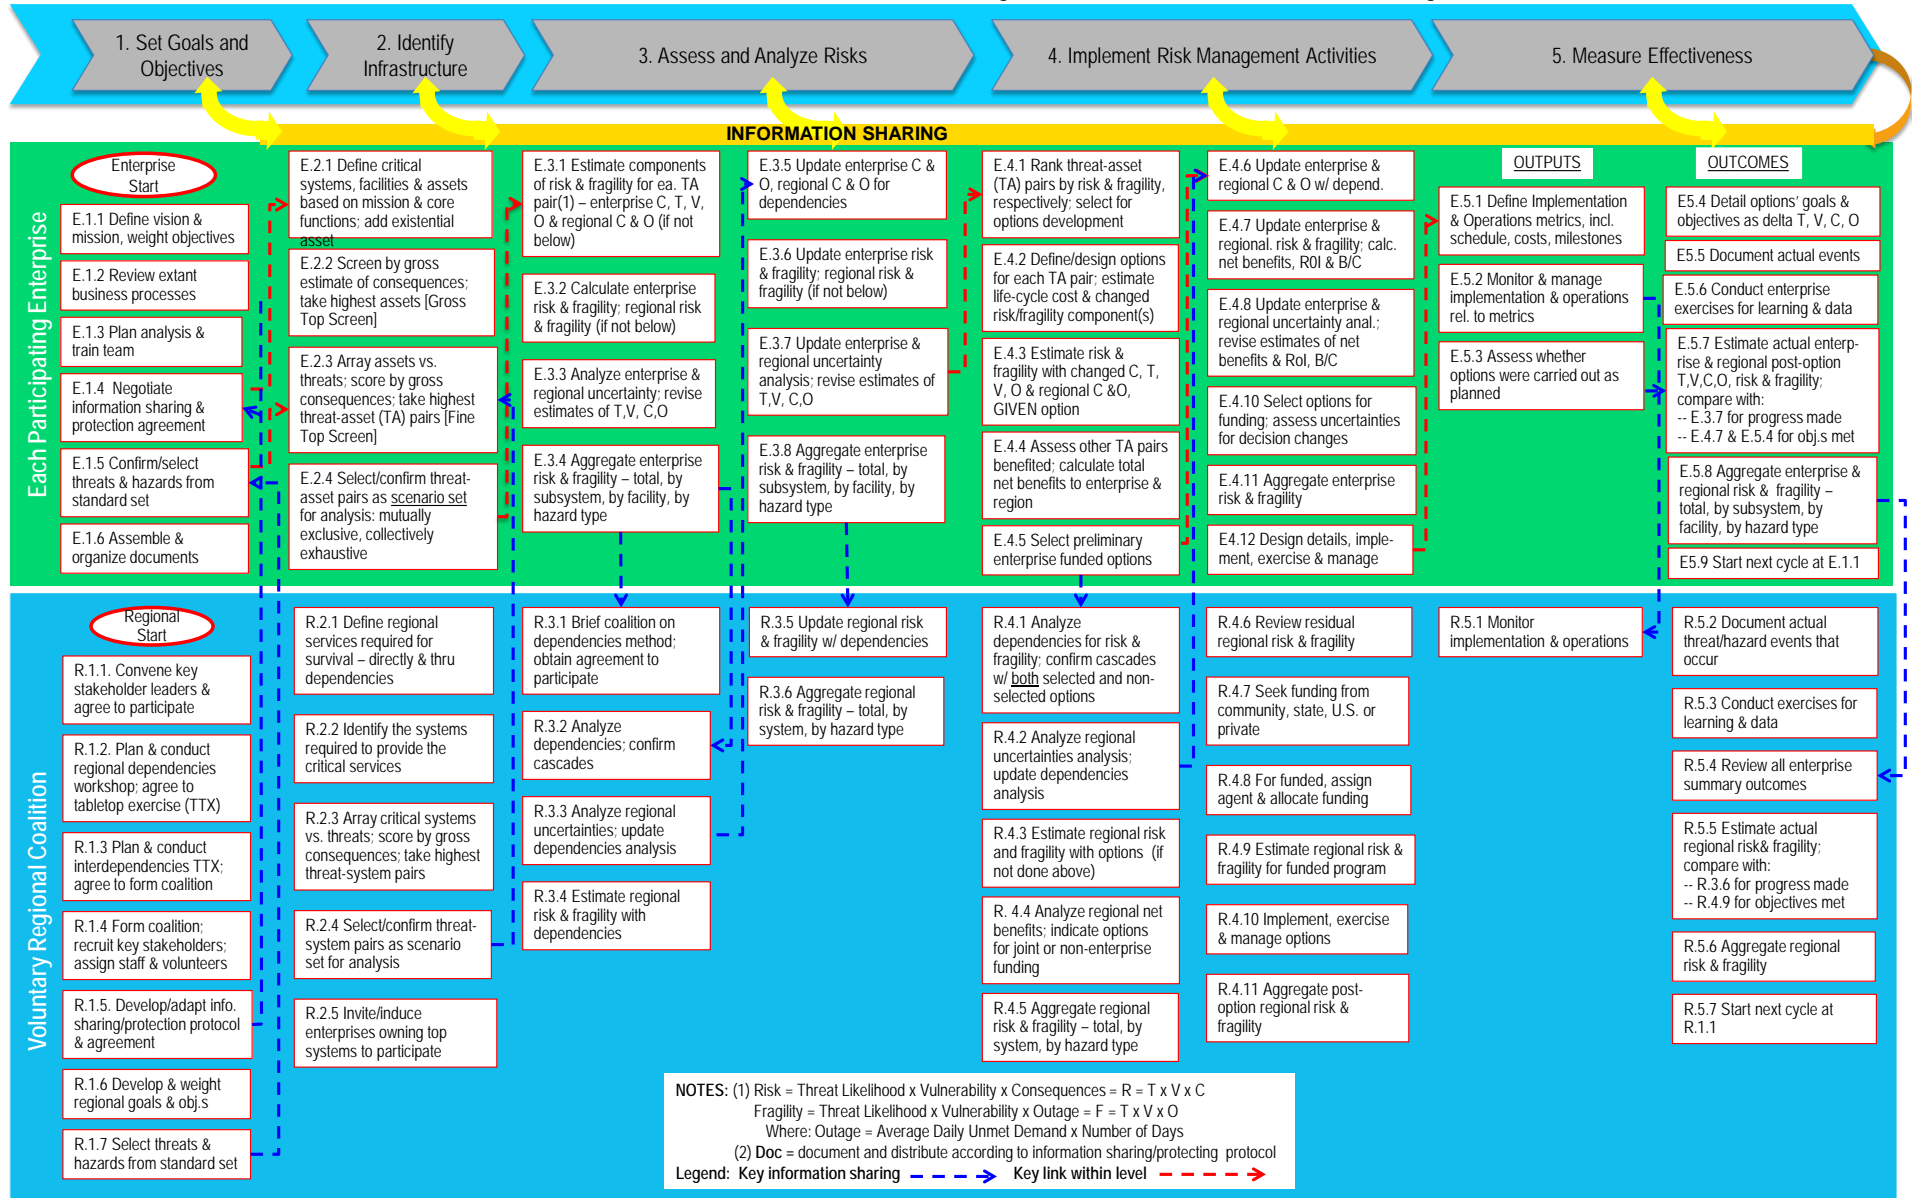 1. Set Goals and
Objectives
2. Identify
Infrastructure
3. Assess and Analyze Risks
4. Implement Risk Management Activities
5. Measure Effectiveness
INFORMATION SHARING
Each Participating Enterprise
Enterprise
Start
E.1.1 Define vision &
mission, weight objectives
E.1.2 Review extant
business processes
E.1.3 Plan analysis &
train team
E.1.4  Negotiate
information sharing &
protection agreement
E.1.5 Confirm/select
threats & hazards from
standard set
E.1.6 Assemble &
organize documents
E.2.1 Define critical
systems, facilities & assets
based on mission & core
functions; add existential
asset
E.2.2 Screen by gross
estimate of consequences;
take highest assets [Gross
Top Screen]
E.2.3 Array assets vs.
threats; score by gross
consequences; take highest
threat-asset (TA) pairs [Fine
Top Screen]
E.2.4 Select/confirm threat-
asset pairs as scenario set
for analysis: mutually
exclusive, collectively
exhaustive
E.3.1 Estimate components
of risk & fragility for ea. TA
pair(1) – enterprise C, T, V,
O & regional C & O (if not
below)
E.3.2 Calculate enterprise
risk & fragility; regional risk
& fragility (if not below)
E.3.3 Analyze enterprise &
regional uncertainty; revise
estimates of T,V, C,O
E.3.4 Aggregate enterprise
risk & fragility – total, by
subsystem, by facility, by
hazard type
E.3.5 Update enterprise C &
O, regional C & O for
dependencies
E.3.6 Update enterprise risk
& fragility; regional risk &
fragility (if not below)
E.3.7 Update enterprise &
regional uncertainty
analysis; revise estimates of
T,V, C,O
E.3.8 Aggregate enterprise
risk & fragility – total, by
subsystem, by facility, by
hazard type
E.4.1 Rank threat-asset
(TA) pairs by risk & fragility,
respectively; select for
options development
E.4.2 Define/design options
for each TA pair; estimate
life-cycle cost & changed
risk/fragility component(s)
E.4.3 Estimate risk &
fragility with changed C, T,
V, O & regional C &O,
GIVEN option
E.4.4 Assess other TA pairs
benefited; calculate total
net benefits to enterprise &
region
E.4.5 Select preliminary
enterprise funded options
E.4.6 Update enterprise &
regional C & O w/ depend.
E.4.7 Update enterprise &
regional. risk & fragility; calc.
net benefits, R0I & B/C
E.4.8 Update enterprise &
regional uncertainty anal.;
revise estimates of net
benefits & RoI, B/C
E.4.10 Select options for
funding; assess uncertainties
for decision changes
E.4.11 Aggregate enterprise
risk & fragility
E4.12 Design details, imple-
ment, exercise & manage
OUTPUTS
E.5.1 Define Implementation
& Operations metrics, incl.
schedule, costs, milestones
E.5.2 Monitor & manage
implementation & operations
rel. to metrics
E.5.3 Assess whether
options were carried out as
planned
OUTCOMES
E.5.4 Detail options' goals &
objectives as delta T, V, C, O
E5.5 Document actual events
E.5.6 Conduct enterprise
exercises for learning & data
E.5.7 Estimate actual enterp-
rise & regional post-option
T,V,C,O, risk & fragility;
compare with:
-- E.3.7 for progress made
-- E.4.7 & E.5.4 for obj.s met
E.5.8 Aggregate enterprise &
regional risk &  fragility –
total, by subsystem, by
facility, by hazard type
E5.9 Start next cycle at E.1.1
Voluntary Regional Coalition
Regional
Start
R.1.1. Convene key
stakeholder leaders &
agree to participate
R.1.2. Plan & conduct
regional dependencies
workshop; agree to
tabletop exercise (TTX)
R.1.3 Plan & conduct
interdependencies TTX;
agree to form coalition
R.1.4 Form coalition;
recruit key stakeholders;
assign staff & volunteers
R.1.5. Develop/adapt info.
sharing/protection protocol
& agreement
R.1.6 Develop & weight
regional goals & obj.s
R.1.7 Select threats &
hazards from standard set
R.2.1 Define regional
services required for
survival – directly & thru
dependencies
R.2.2 Identify the systems
required to provide the
critical services
R.2.3 Array critical systems
vs. threats; score by gross
consequences; take highest
threat-system pairs
R.2.4 Select/confirm threat-
system pairs as scenario
set for analysis
R.2.5 Invite/induce
enterprises owning top
systems to participate
R.3.1 Brief coalition on
dependencies method;
obtain agreement to
participate
R.3.2 Analyze
dependencies; confirm
cascades
R.3.3 Analyze regional
uncertainties; update
dependencies analysis
R.3.4 Estimate regional
risk & fragility with
dependencies
R.3.5 Update regional risk
& fragility w/ dependencies
R.3.6 Aggregate regional
risk & fragility – total, by
system, by hazard type
R.4.1 Analyze
dependencies for risk &
fragility; confirm cascades
w/ both selected and non-
selected options
R.4.2 Analyze regional
uncertainties analysis;
update dependencies
analysis
R.4.3 Estimate regional risk
and fragility with options  (if
not done above)
R. 4.4 Analyze regional net
benefits; indicate options
for joint or non-enterprise
funding
R.4.5 Aggregate regional
risk & fragility – total, by
system, by hazard type
R.4.6 Review residual
regional risk & fragility
R.4.7 Seek funding from
community, state, U.S. or
private
R.4.8 For funded, assign
agent & allocate funding
R.4.9 Estimate regional risk &
fragility for funded program
R.4.10 Implement, exercise
& manage options
R.4.11 Aggregate post-
option regional risk &
fragility
R.5.1 Monitor
implementation & operations
R.5.2 Document actual
threat/hazard events that
occur
R.5.3 Conduct exercises for
learning & data
R.5.4 Review all enterprise
summary outcomes
R.5.5 Estimate actual
regional risk& fragility;
compare with:
-- R.3.6 for progress made
-- R.4.9 for objectives met
R.5.6 Aggregate regional
risk & fragility
R.5.7 Start next cycle at
R.1.1
NOTES: (1) Risk = Threat Likelihood x Vulnerability x Consequences = R = T x V x C
Fragility = Threat Likelihood x Vulnerability x Outage = F = T x V x O
Where: Outage = Average Daily Unmet Demand x Number of Days
(2) Doc = document and distribute according to information sharing/protecting  protocol
Legend:  Key information sharing
Key link within level